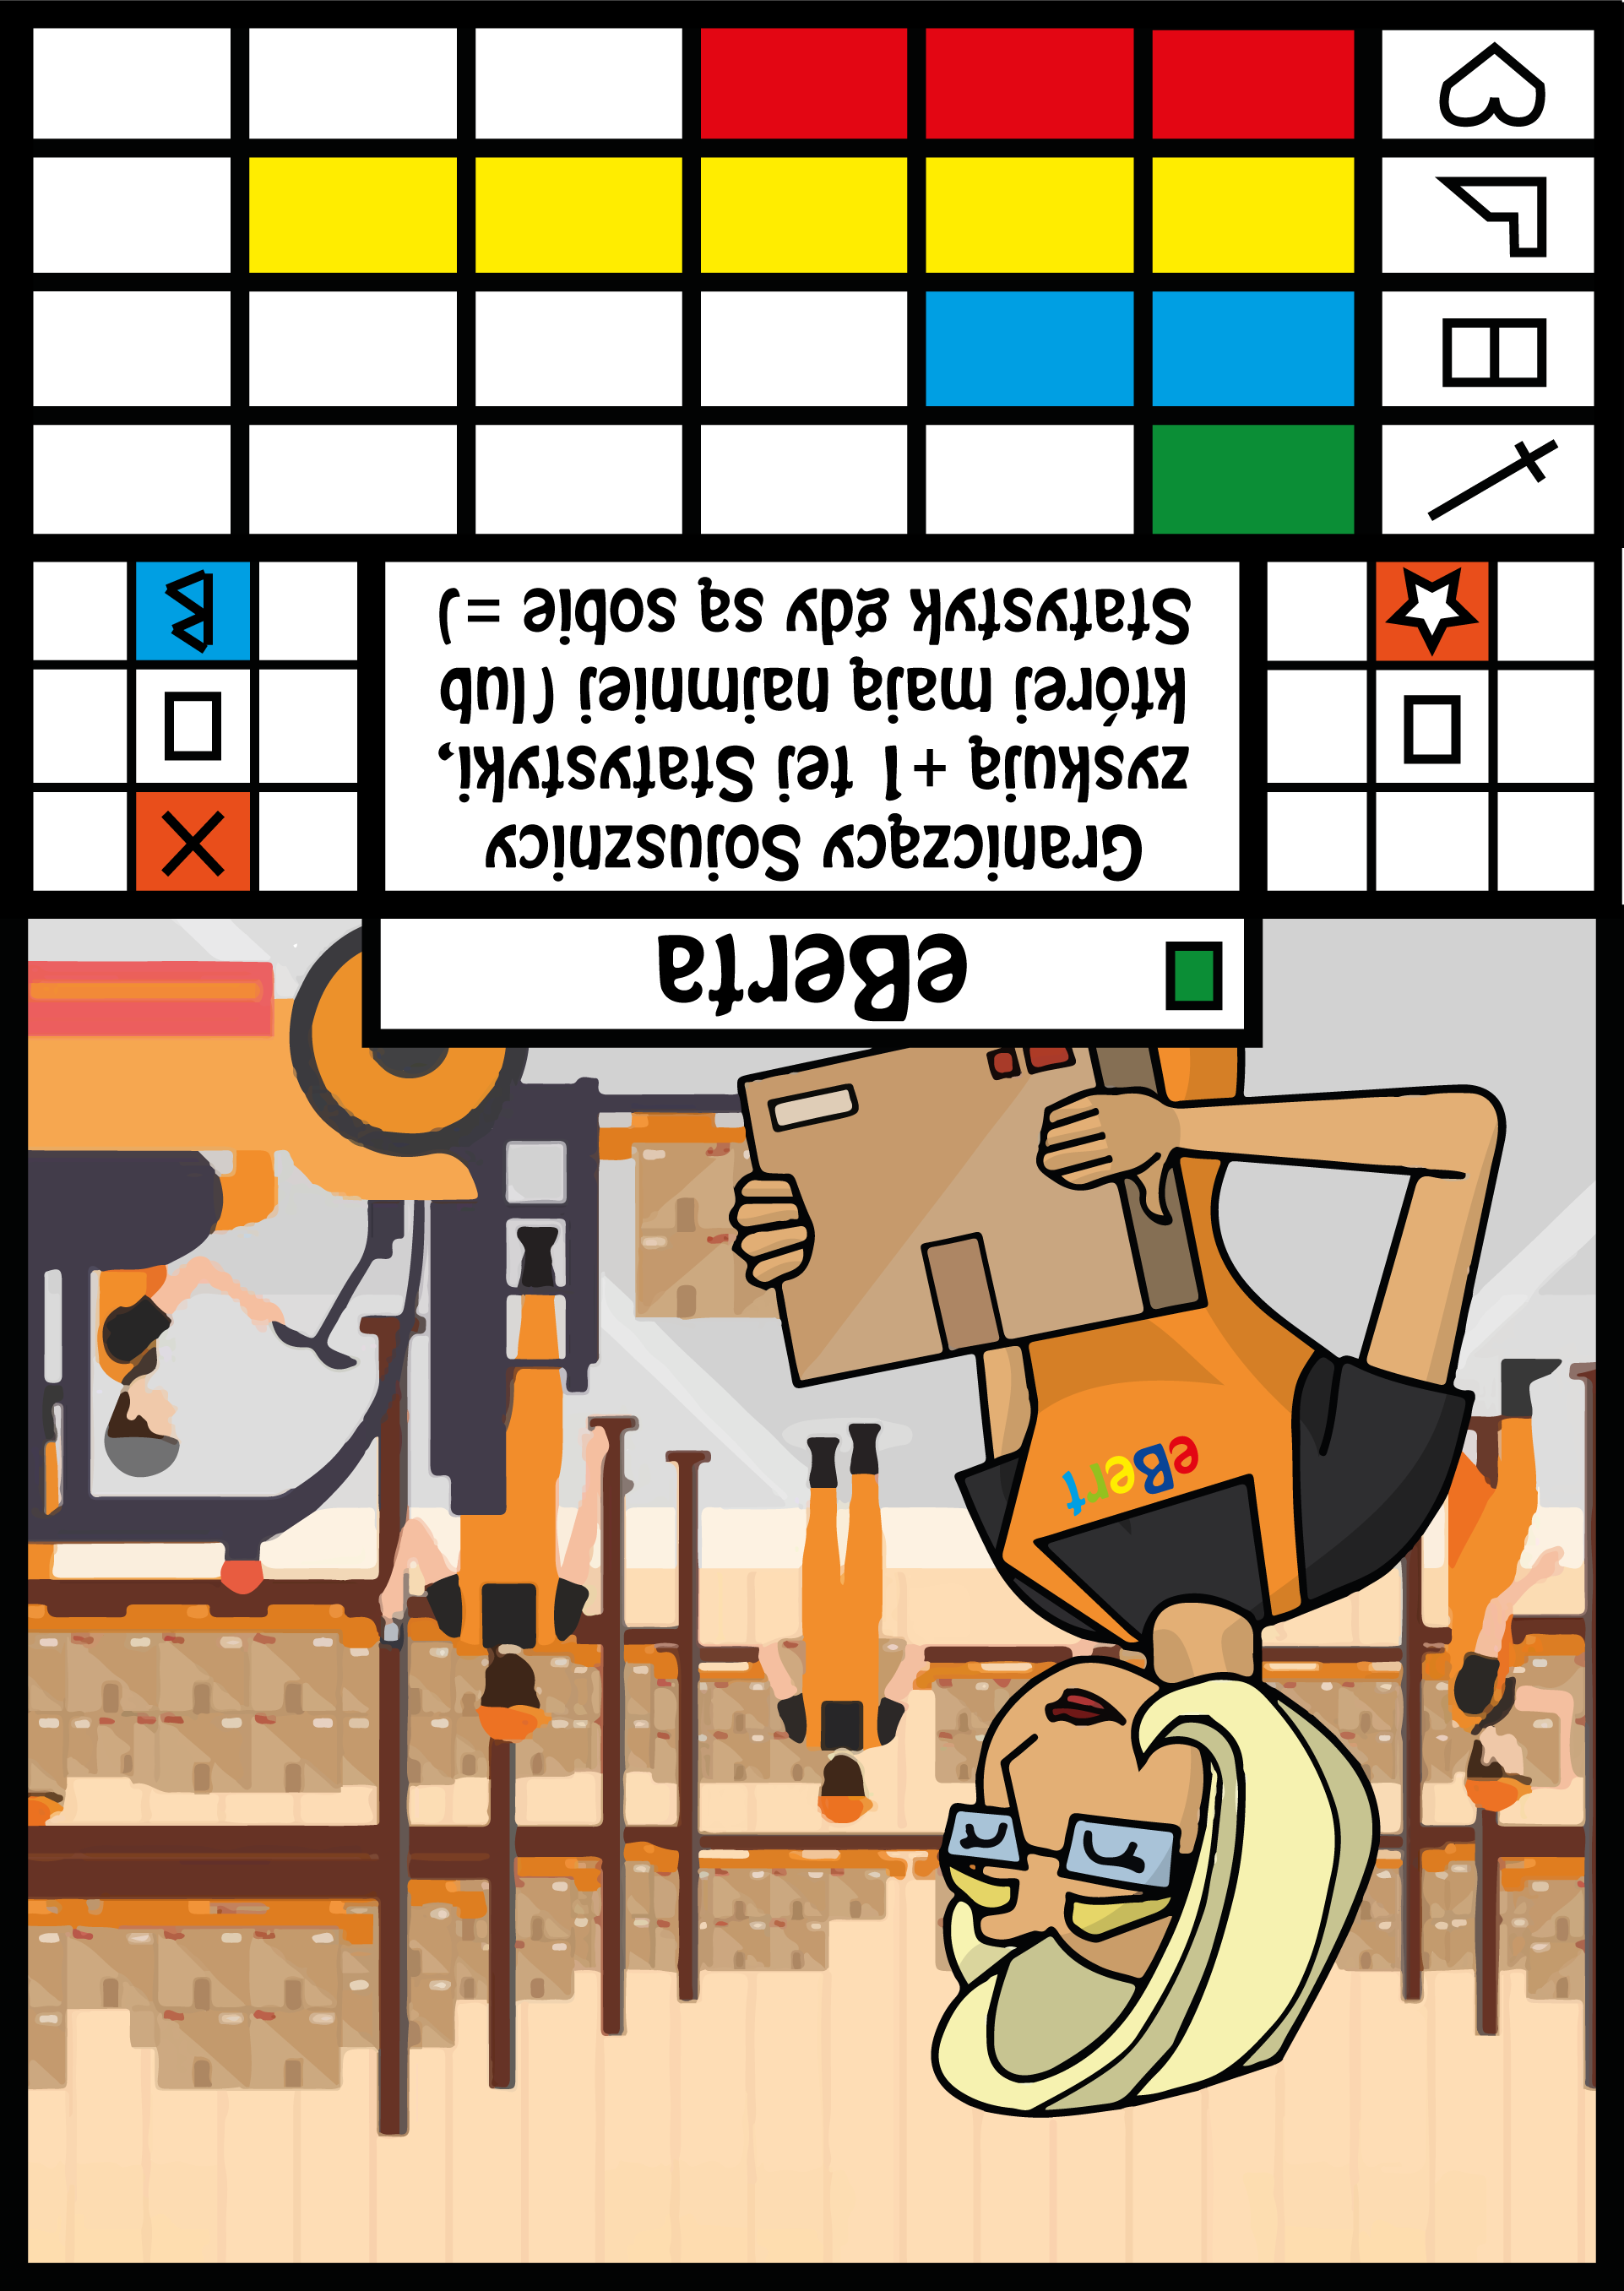 eBert
eBerta
Graniczący Sojusznicy
zyskują +1 tej Statystyki,
której mają najmniej ( lub
Statystyk gdy są sobie =)